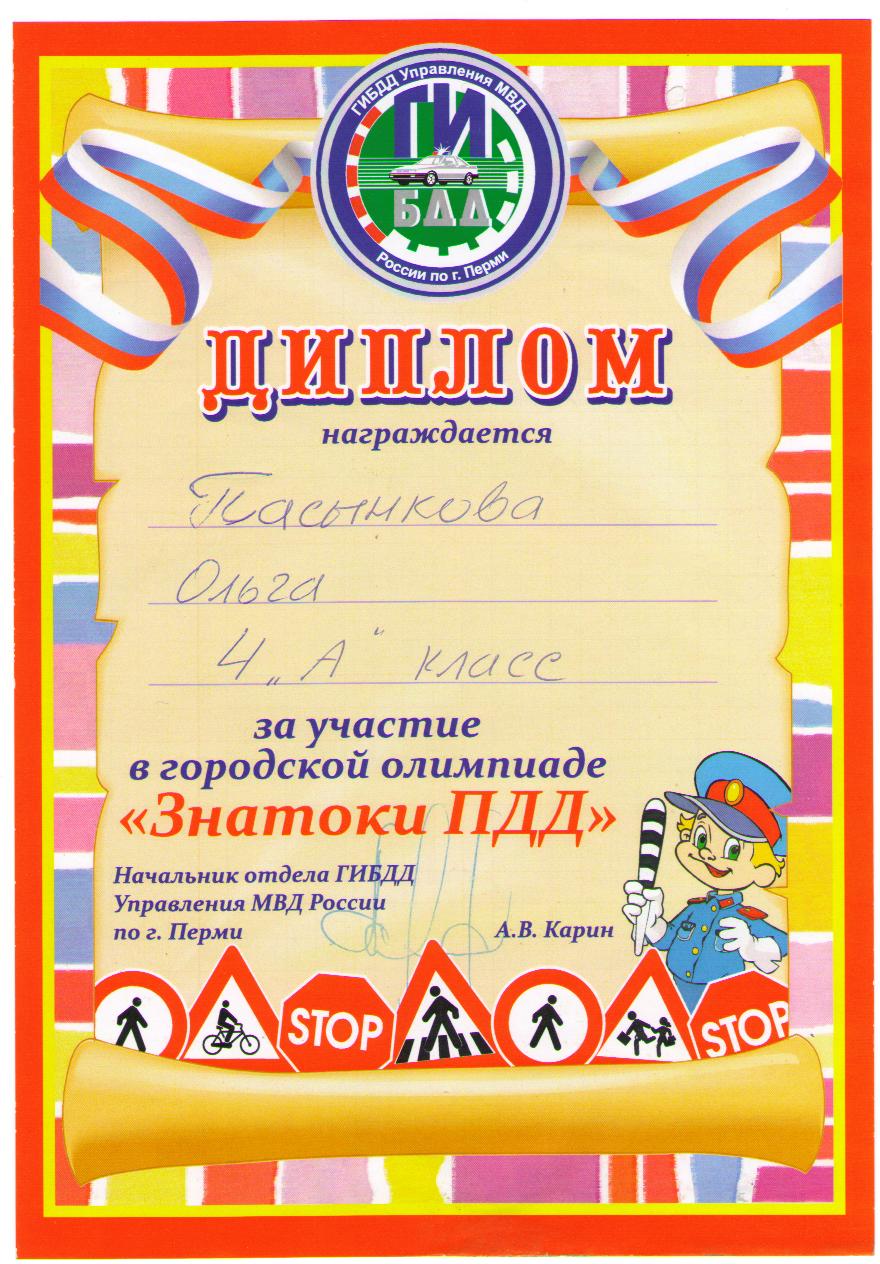 ГИБДД Управления МВД
ГИ
БДД
России по г. Перми
ДИПЛОМ
награждается
Пасынкова
Ольга
4 „А“ класс
за участие
в городской олимпиаде
«Знатоки ПДД»
Начальник отдела ГИБДД
Управления МВД России
по г. Перми
А.В. Карин
STOP
STOP